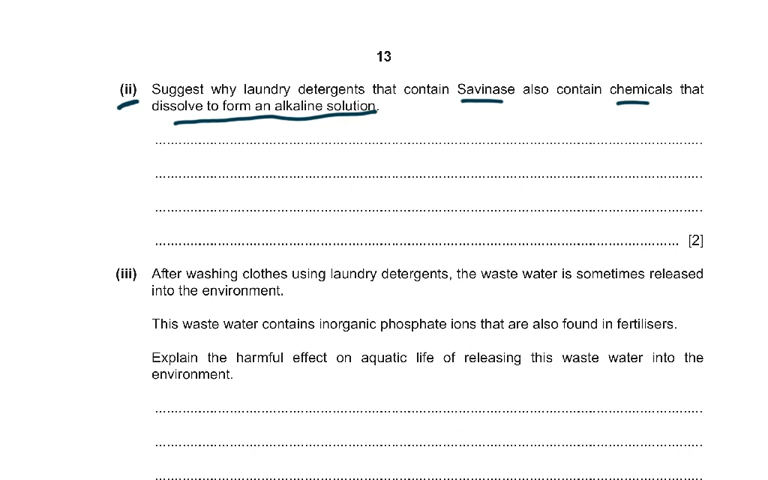 13
(ii) Suggest why laundry detergents that contain Savinase also contain chemicals that
dissolve to form an alkaline solution.
[2]
(iii) After washing clothes using laundry detergents, the waste water is sometimes released
into the environment.
This waste water contains inorganic phosphate ions that are also found in fertilisers.
Explain the harmful effect on aquatic life of releasing this waste water into the
environment.